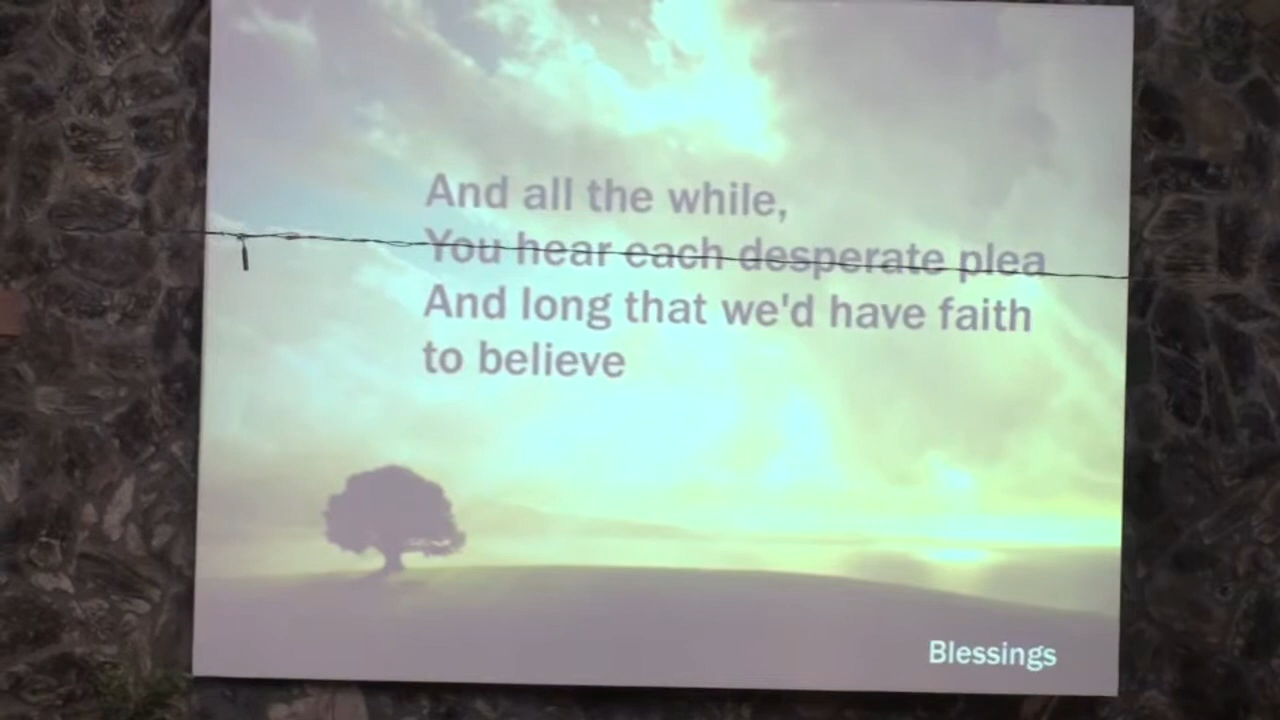 And all the while,
You hear each desperate plea
And long that we'd have faith
to believe
Blessings